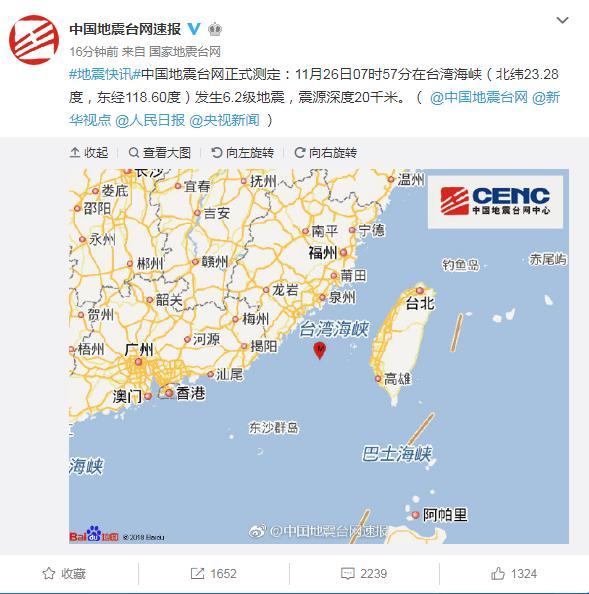 中国地震台网速报
16分钟前 来自 国家地震台网
#地震快讯#中国地震台网正式测定：11月26日07时57分在台湾海峡（北纬23.28
度，东经118.60度）发生6.2级地震，震源深度20千米。（ @中国地震台网 @新
华视点 @人民日报 @央视新闻 ）
收起 查看大图 向左旋转 向右旋转
长沙
娄底
宜春
抚州
温州
CENC
中国地震台网中心
邵阳
吉安
永州
南平
宁德
福州
钓鱼岛
赤尾屿
郴州
赣州
莆田
龙岩
泉州
台北
韶关
贺州
梅州
台湾海峡
河源
揭阳
M
梧州
广州
汕尾
高雄
澳门
香港
东沙群岛
巴士海峡
海峡
阿帕里
Bai du 地图 © 2018 Baidu
@中国地震台网速报
收藏 1652 2239 1324